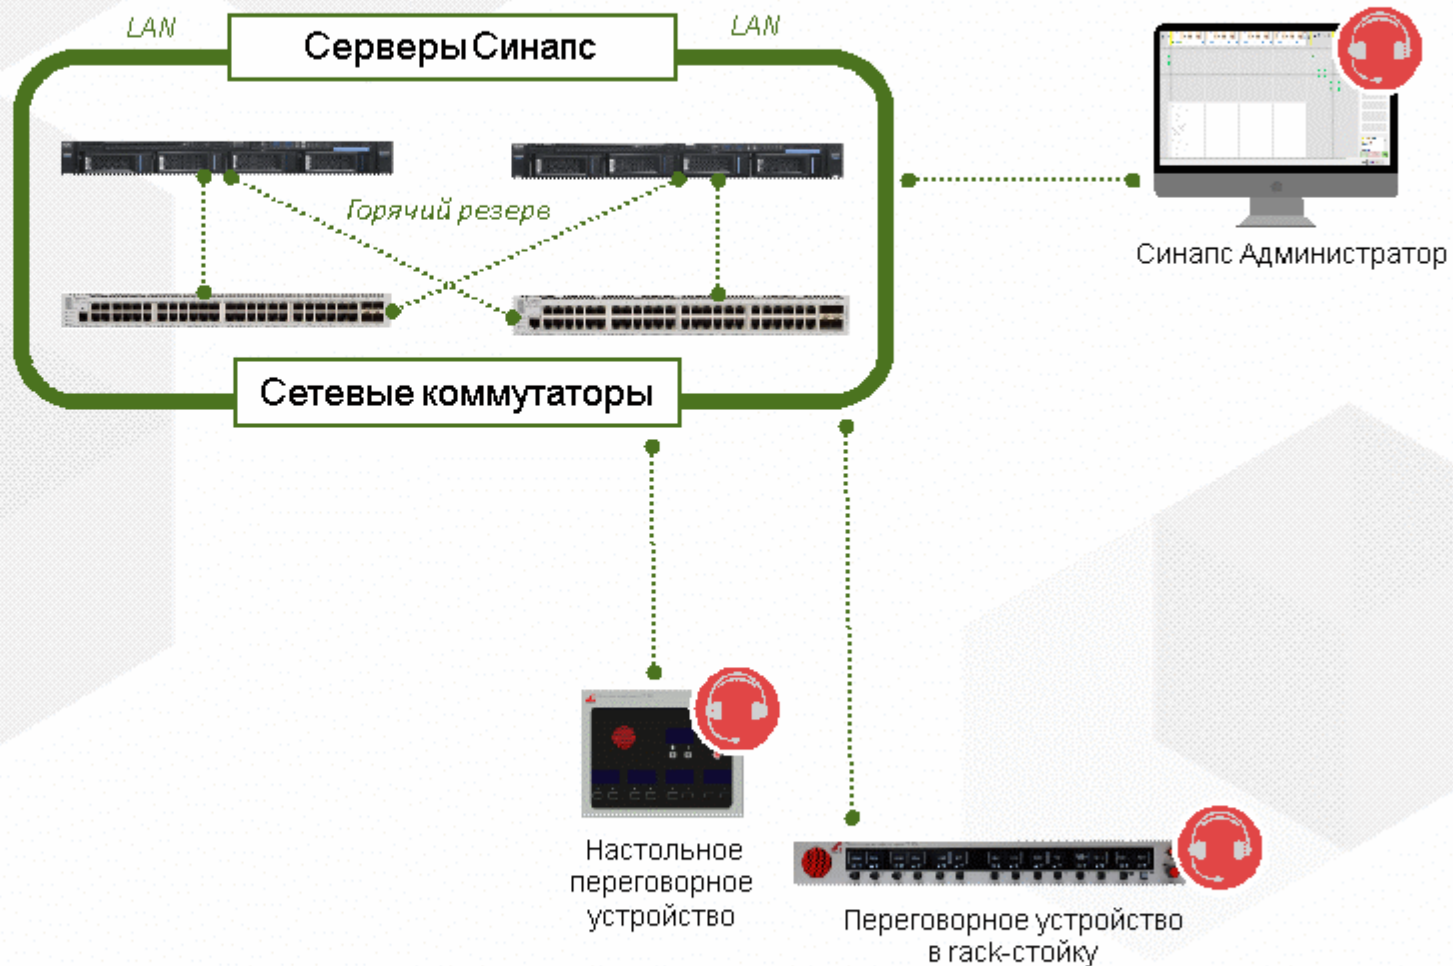 LAN
Серверы Синапс
LAN
Горячий резерв
Синапс Администратор
Сетевые коммутаторы
Настольное
переговорное
устройство
Переговорное устройство
в rack-стойку